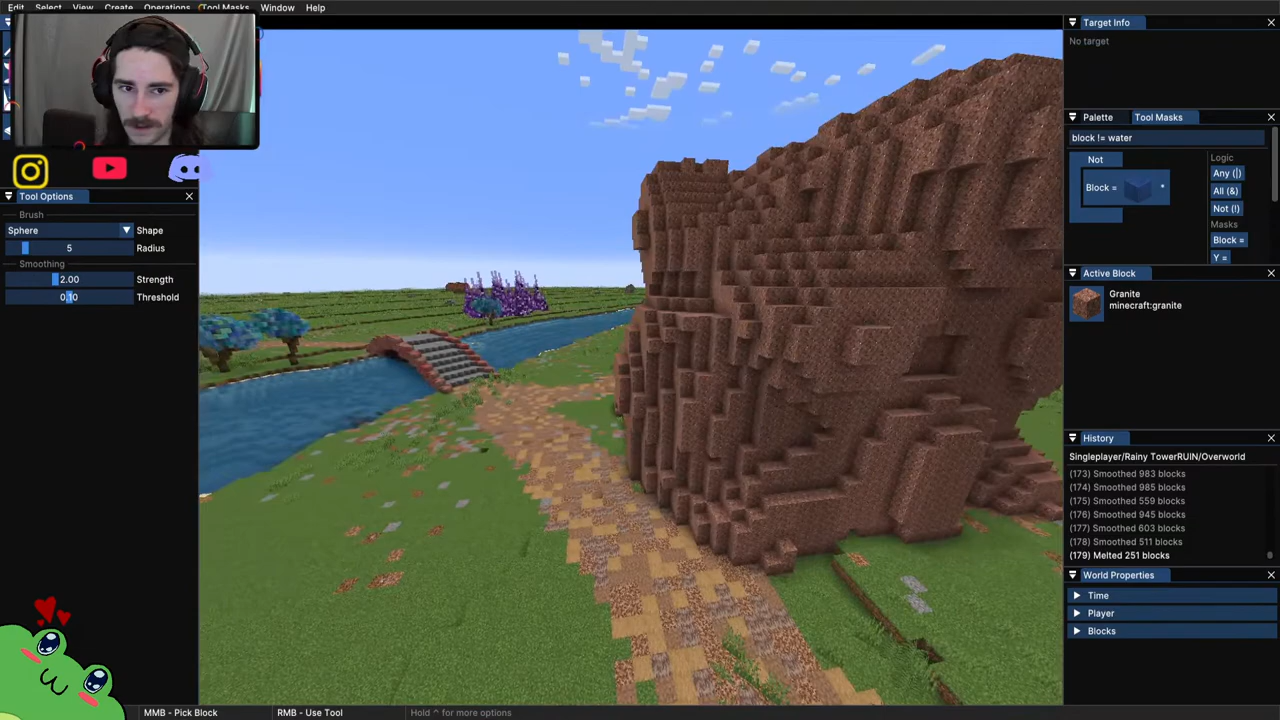 Edit Select View Create Operations Tool Masks Window Help
Tool Options
Brush
Sphere Shape
5 Radius
Smoothing
2.00 Strength
0.10 Threshold
Target Info
No target
Palette Tool Masks
block != water
Not
Block =
Logic
Any (|)
All (&)
Not (!)
Masks
Block =
Y =
Active Block
Granite
minecraft:granite
History
Singleplayer/Rainy TowerRUIN/Overworld
(173) Smoothed 983 blocks
(174) Smoothed 985 blocks
(175) Smoothed 559 blocks
(176) Smoothed 945 blocks
(177) Smoothed 603 blocks
(178) Smoothed 511 blocks
(179) Melted 251 blocks
World Properties
Time
Player
Blocks
MMB - Pick Block RMB - Use Tool Hold ^ for more options